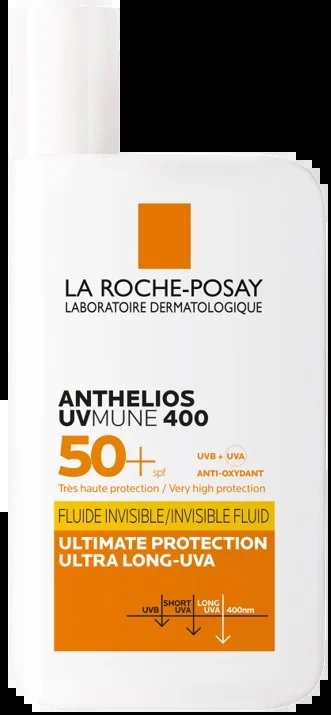 LA ROCHE-POSAY
LABORATOIRE DERMATOLOGIQUE
ANTHELIOS
UVMUNE 400
50+ spf
UVB + UVA
ANTI-OXYDANT
Très haute protection / Very high protection
FLUIDE INVISIBLE/INVISIBLE FLUID
ULTIMATE PROTECTION
ULTRA LONG-UVA
UVB SHORT UVA LONG UVA 400nm